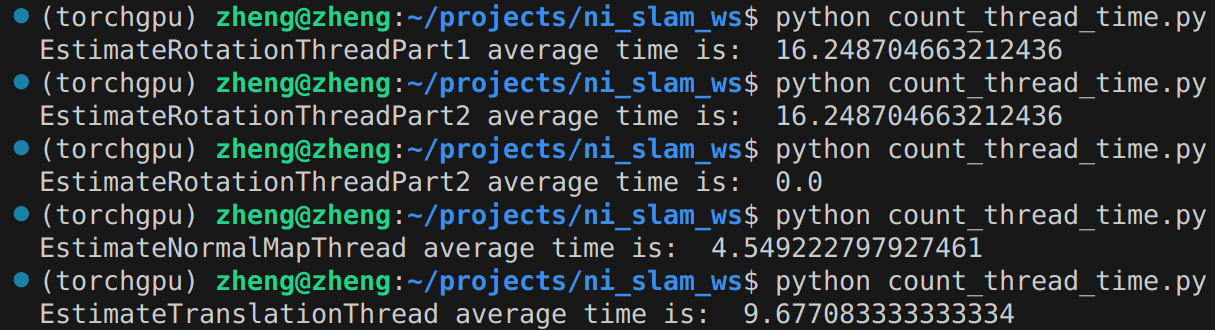 (torchgpu) zheng@zheng:~/projects/ni_slam_ws$ python count_thread_time.py
EstimateRotationThreadPart1 average time is:  16.248704663212436
(torchgpu) zheng@zheng:~/projects/ni_slam_ws$ python count_thread_time.py
EstimateRotationThreadPart2 average time is:  16.248704663212436
(torchgpu) zheng@zheng:~/projects/ni_slam_ws$ python count_thread_time.py
EstimateRotationThreadPart2 average time is:  0.0
(torchgpu) zheng@zheng:~/projects/ni_slam_ws$ python count_thread_time.py
EstimateNormalMapThread average time is:  4.549222797927461
(torchgpu) zheng@zheng:~/projects/ni_slam_ws$ python count_thread_time.py
EstimateTranslationThread average time is:  9.677083333333334